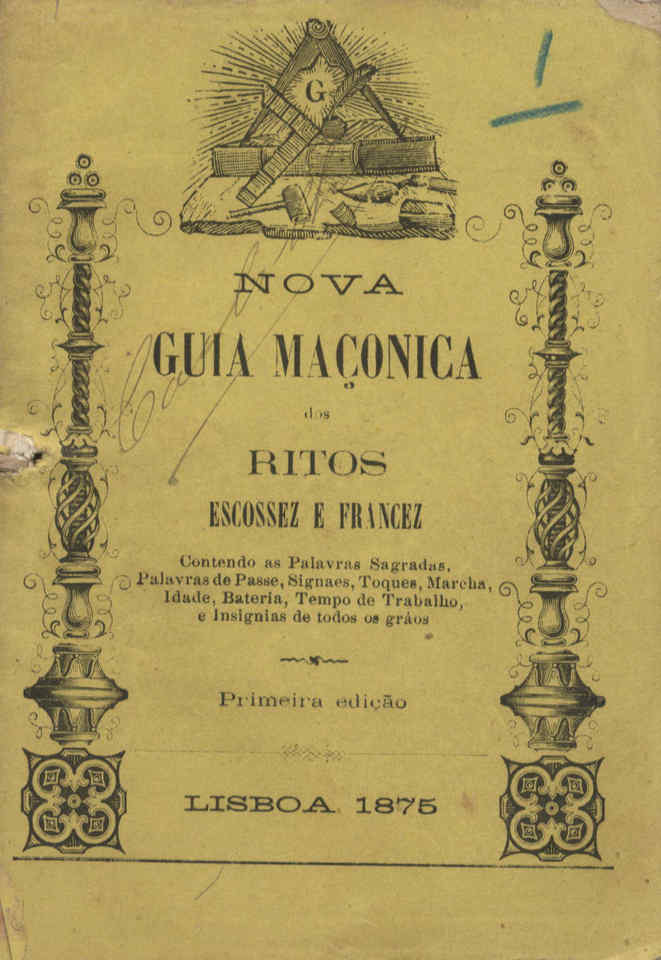 1
G
NOVA
GUIA MAÇONICA
dos
RITOS
ESCOSSEZ E FRANCEZ
Contendo as Palavras Sagradas,
Palavras de Passe, Signaes, Toques, Marcha,
Idade, Bateria, Tempo de Trabalho,
e Insignias de todos os gráos
Primeira edição
LISBOA 1875